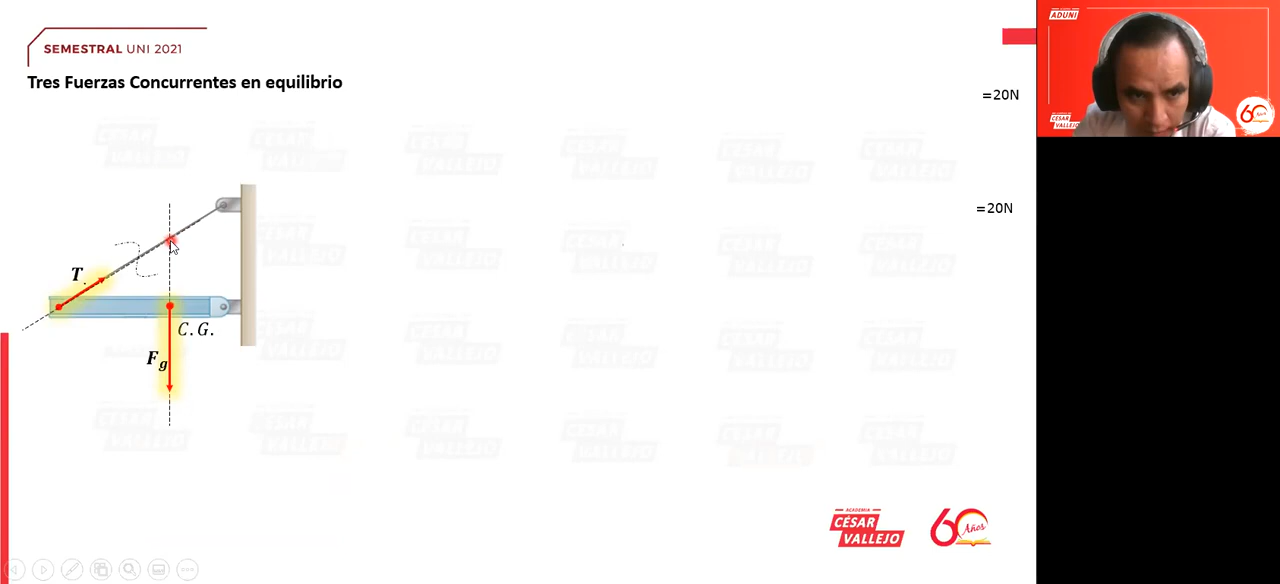 SEMESTRAL UNI 2021
Tres Fuerzas Concurrentes en equilibrio
=20N
=20N
T
C.G.
Fg
ACADEMIA
CÉSAR
VALLEJO
60
Años
ADUNI
CÉSAR
VALLEJO
60